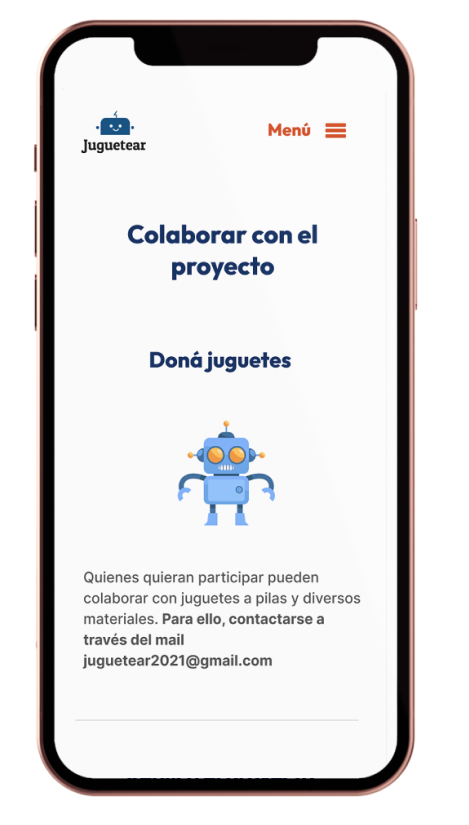 Juguetear
Menú
Colaborar con el
proyecto
Doná juguetes
Quienes quieran participar pueden
colaborar con juguetes a pilas y diversos
materiales. Para ello, contactarse a
través del mail
juguetear2021@gmail.com